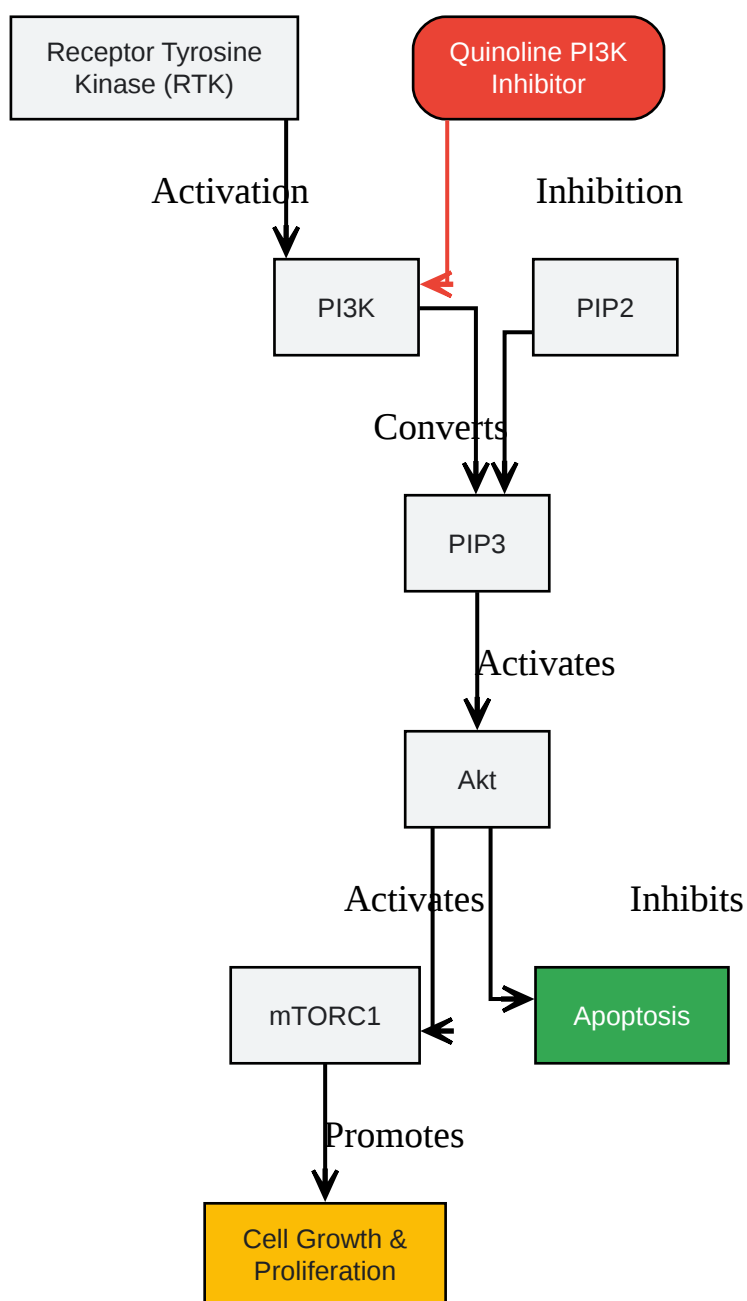 Receptor Tyrosine
Kinase (RTK)
Quinoline PI3K
Inhibitor
Activation
Inhibition
PI3K
PIP2
Converts
PIP3
Activates
Akt
Activates
Inhibits
mTORC1
Apoptosis
Promotes
Cell Growth &
Proliferation